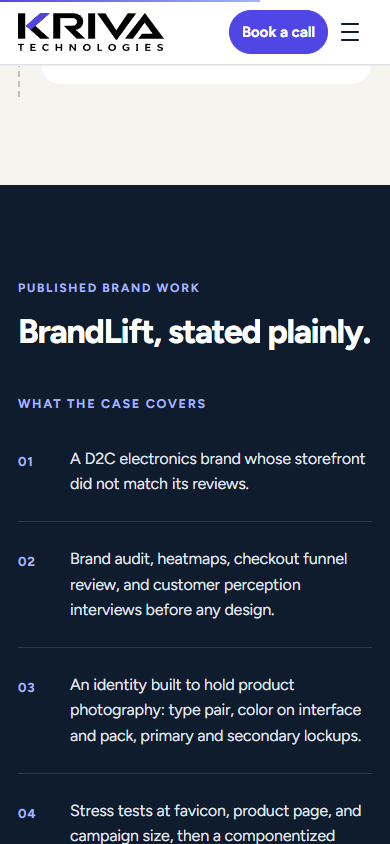 KRIVA
TECHNOLOGIES
Book a call
PUBLISHED BRAND WORK
BrandLift, stated plainly.
WHAT THE CASE COVERS
01
A D2C electronics brand whose storefront
did not match its reviews.
02
Brand audit, heatmaps, checkout funnel
review, and customer perception
interviews before any design.
03
An identity built to hold product
photography: type pair, color on interface
and pack, primary and secondary lockups.
04
Stress tests at favicon, product page, and
campaign size, then a componentized